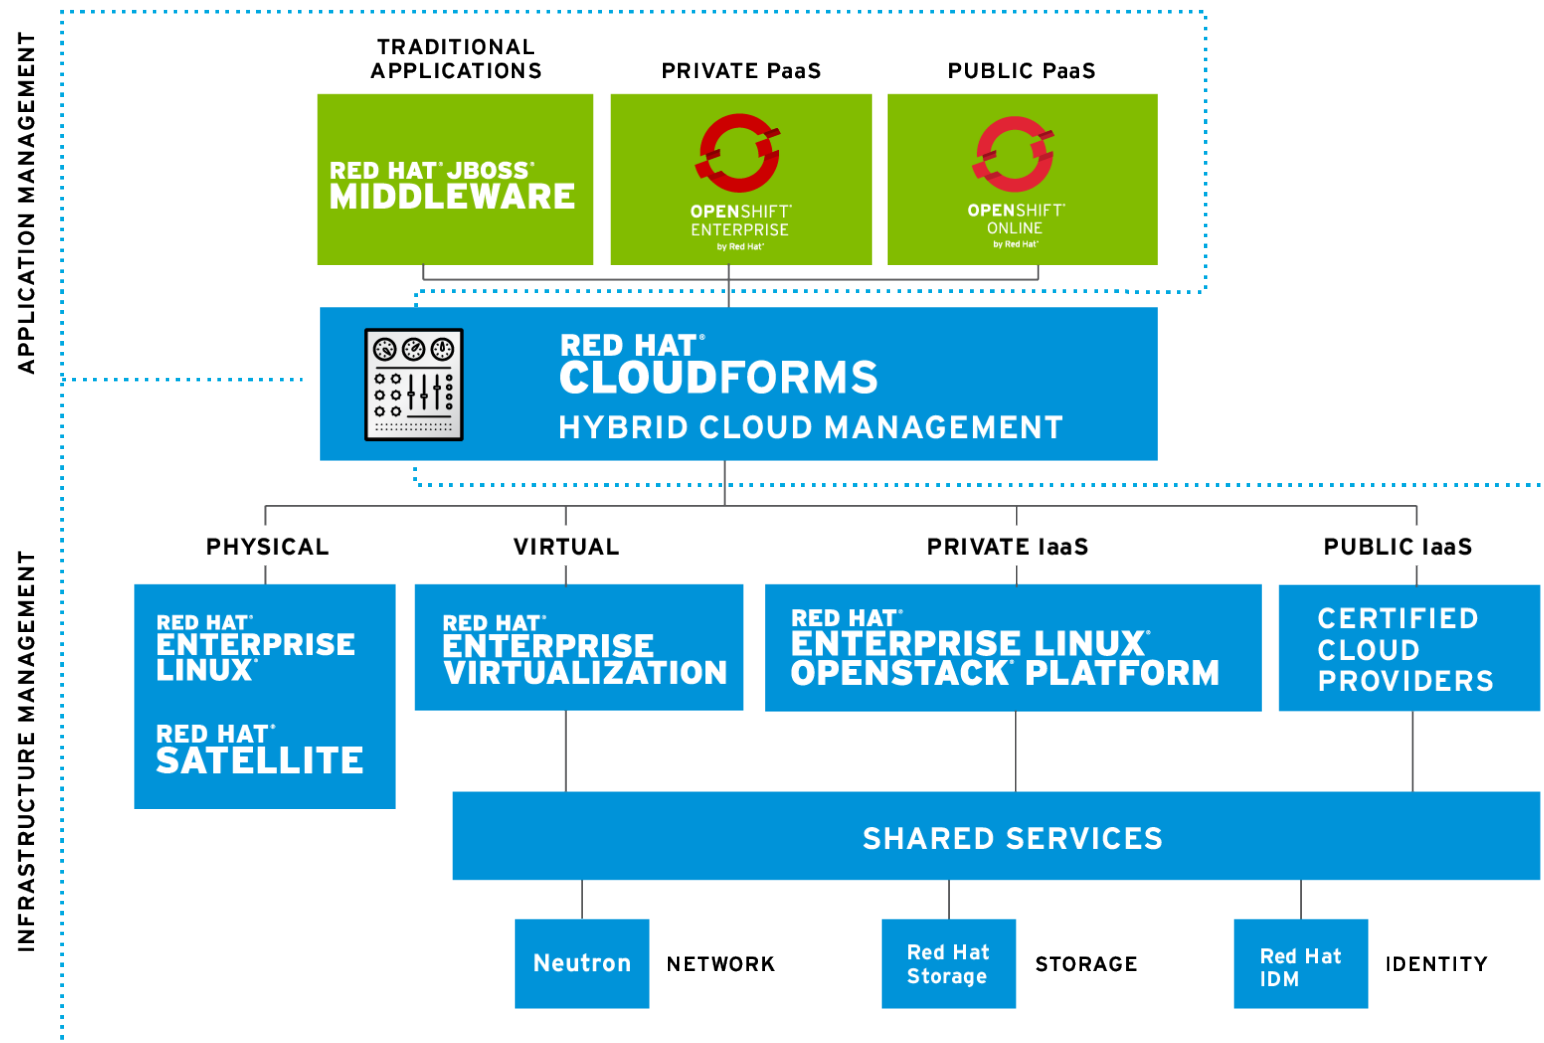 APPLICATION MANAGEMENT
TRADITIONAL
APPLICATIONS
PRIVATE PaaS
PUBLIC PaaS
RED HAT® JBOSS®
MIDDLEWARE
OPENSHIFT®
ENTERPRISE
by Red Hat®
OPENSHIFT®
ONLINE
by Red Hat®
RED HAT®
CLOUDFORMS
HYBRID CLOUD MANAGEMENT
INFRASTRUCTURE MANAGEMENT
PHYSICAL
VIRTUAL
PRIVATE IaaS
PUBLIC IaaS
RED HAT®
ENTERPRISE
LINUX®
RED HAT®
SATELLITE
RED HAT®
ENTERPRISE
VIRTUALIZATION
RED HAT®
ENTERPRISE LINUX®
OPENSTACK® PLATFORM
CERTIFIED
CLOUD
PROVIDERS
SHARED SERVICES
Neutron
NETWORK
Red Hat
Storage
STORAGE
Red Hat
IDM
IDENTITY